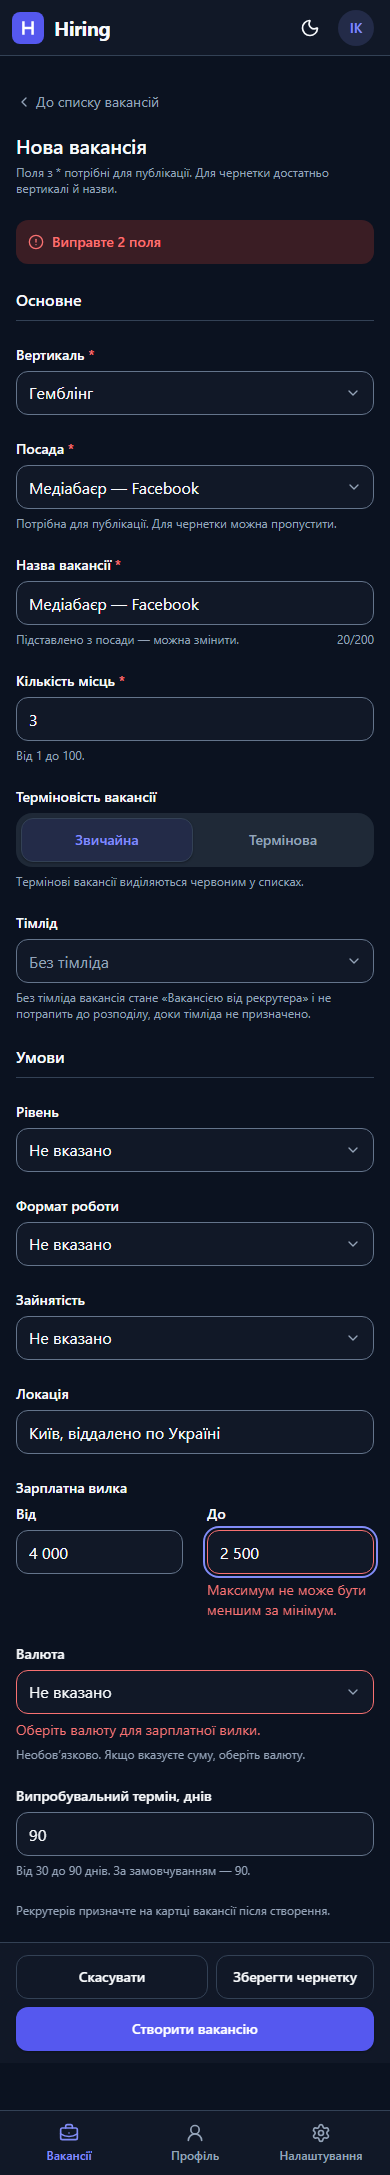 H Hiring IK
До списку вакансій
Нова вакансія
Поля з * потрібні для публікації. Для чернетки достатньо
вертикалі й назви.
Виправте 2 поля
Основне
Вертикаль *
Гемблінг
Посада *
Медіабаєр — Facebook
Потрібна для публікації. Для чернетки можна пропустити.
Назва вакансії *
Медіабаєр — Facebook
Підставлено з посади — можна змінити. 20/200
Кількість місць *
3
Від 1 до 100.
Терміновість вакансії
Звичайна Термінова
Термінові вакансії виділяються червоним у списках.
Тімлід
Без тімліда
Без тімліда вакансія стане «Вакансією від рекрутера» і не
потрапить до розподілу, доки тімліда не призначено.
Умови
Рівень
Не вказано
Формат роботи
Не вказано
Зайнятість
Не вказано
Локація
Київ, віддалено по Україні
Зарплатна вилка
Від До
4 000 2 500
Максимум не може бути
меншим за мінімум.
Валюта
Не вказано
Оберіть валюту для зарплатної вилки.
Необов’язково. Якщо вказуєте суму, оберіть валюту.
Випробувальний термін, днів
90
Від 30 до 90 днів. За замовчуванням — 90.
Рекрутерів призначте на картці вакансії після створення.
Скасувати Зберегти чернетку
Створити вакансію
Вакансії Профіль Налаштування